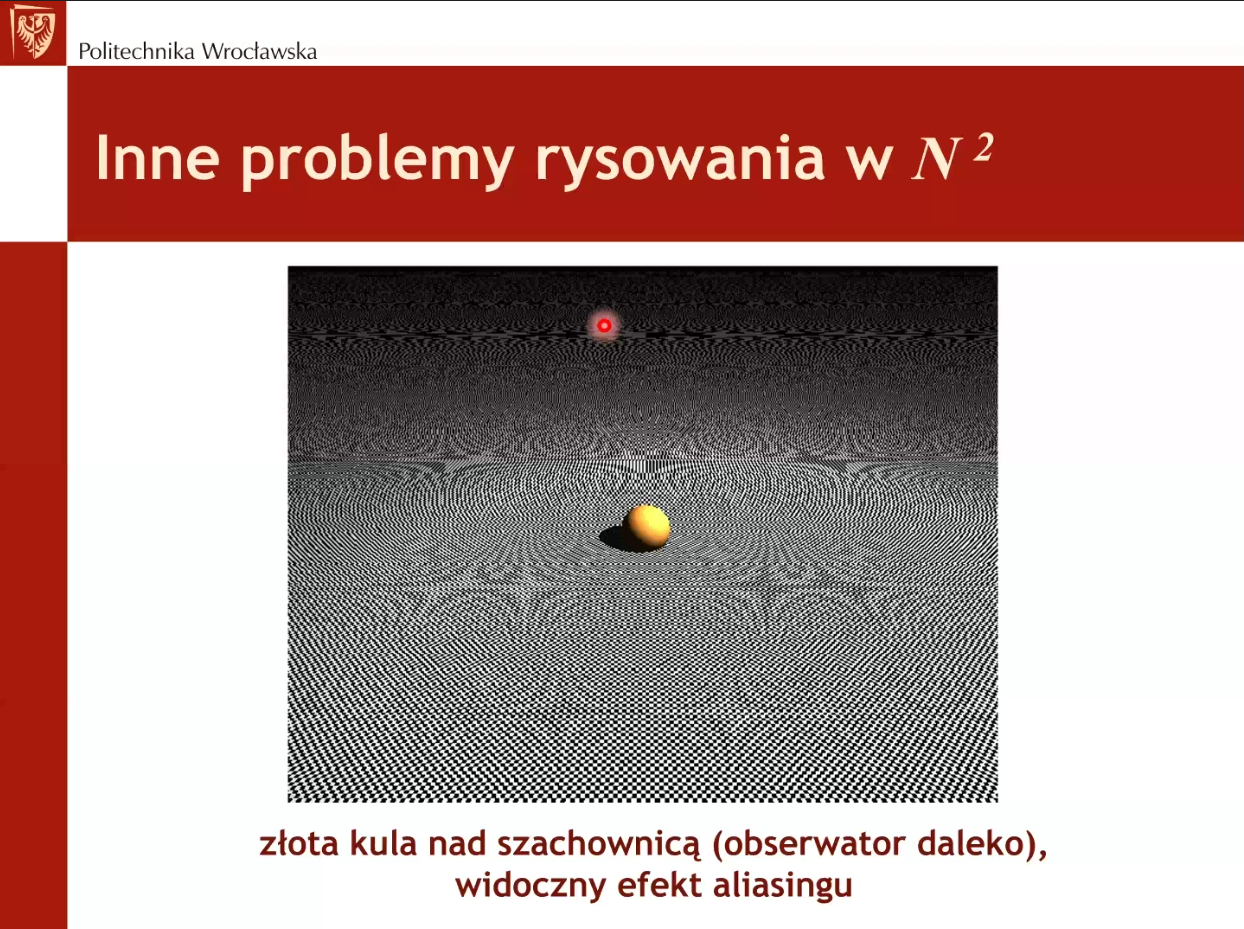 Politechnika Wrocławska
Inne problemy rysowania w N ²
złota kula nad szachownicą (obserwator daleko),
widoczny efekt aliasingu